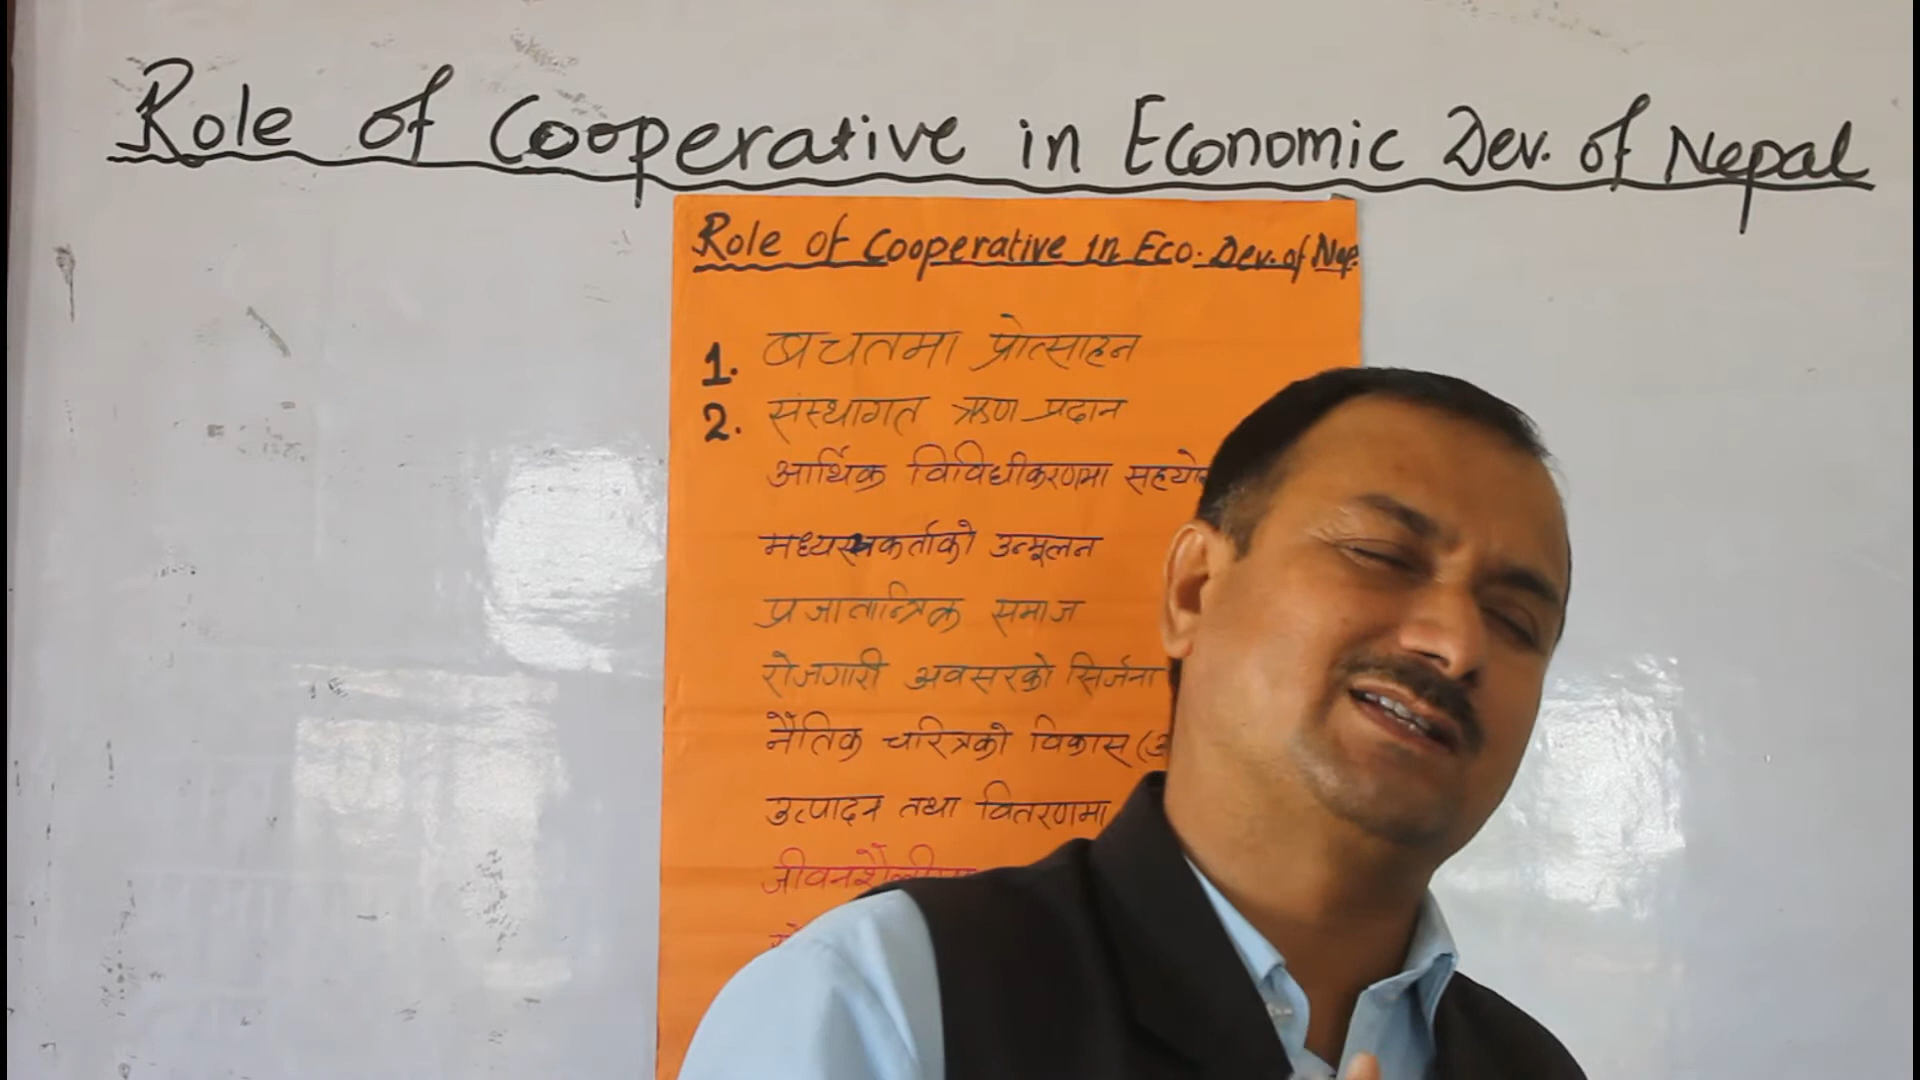 Role of Cooperative in Economic Dev. of Nepal
Role of Cooperative in Eco. Dev. of Nep.
1. बचतमा प्रोत्साहन
2. संस्थागत ऋण प्रदान
आर्थिक विविधीकरणमा
मध्यस्तकर्ताको उन्मूलन
प्रजातान्त्रिक समाज
रोजगारी अवसरको सिर्जना
नैतिक चरित्रको विकास
उत्पादन तथा वितरणमा